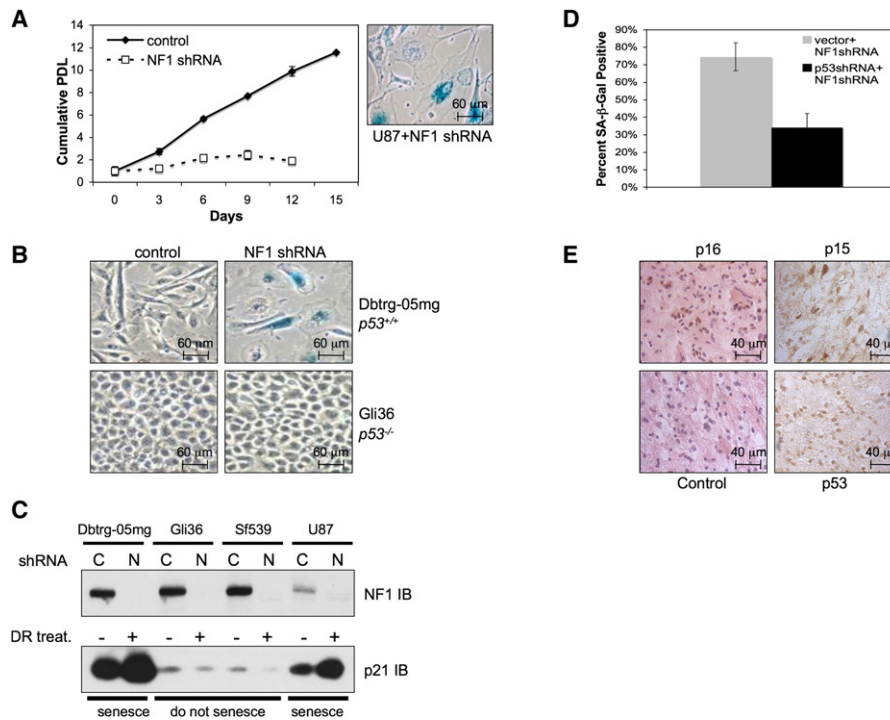 A
Cumulative PDL
14
12
10
8
6
4
2
0
control
NF1 shRNA
0 3 6 9 12 15
Days
60 μm
U87+NF1 shRNA
B
control NF1 shRNA
60 μm 60 μm
Dbtrg-05mg
p53+/+
60 μm 60 μm
Gli36
p53-/-
C
Dbtrg-05mg Gli36 Sf539 U87
shRNA C N C N C N C N
NF1 IB
DR treat. - + - + - + - +
p21 IB
senesce do not senesce senesce
D
Percent SA-β-Gal Positive
90%
80%
70%
60%
50%
40%
30%
20%
10%
0%
vector+
NF1shRNA
p53shRNA+
NF1shRNA
E
p16 p15
40 μm 40 μm
40 μm 40 μm
Control p53